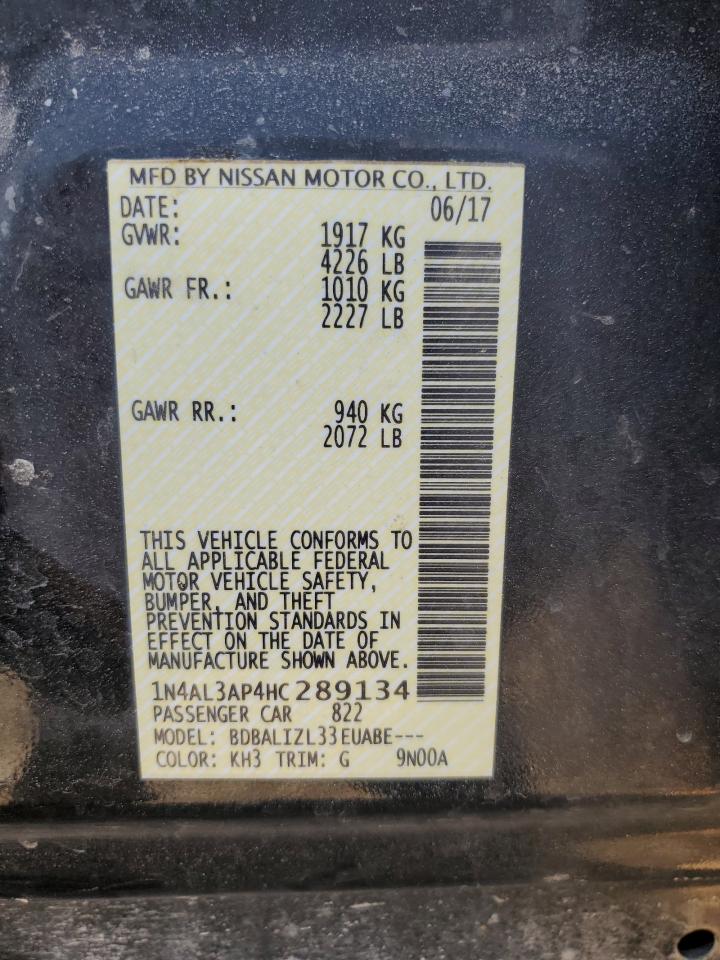 MFD BY NISSAN MOTOR CO., LTD.
DATE: 06/17
GVWR: 1917 KG
4226 LB
GAWR FR.: 1010 KG
2227 LB
GAWR RR.: 940 KG
2072 LB
THIS VEHICLE CONFORMS TO
ALL APPLICABLE FEDERAL
MOTOR VEHICLE SAFETY,
BUMPER, AND THEFT
PREVENTION STANDARDS IN
EFFECT ON THE DATE OF
MANUFACTURE SHOWN ABOVE.
1N4AL3AP4HC289134
PASSENGER CAR 822
MODEL: BDBALIZL33EUABE---
COLOR: KH3 TRIM: G 9N00A